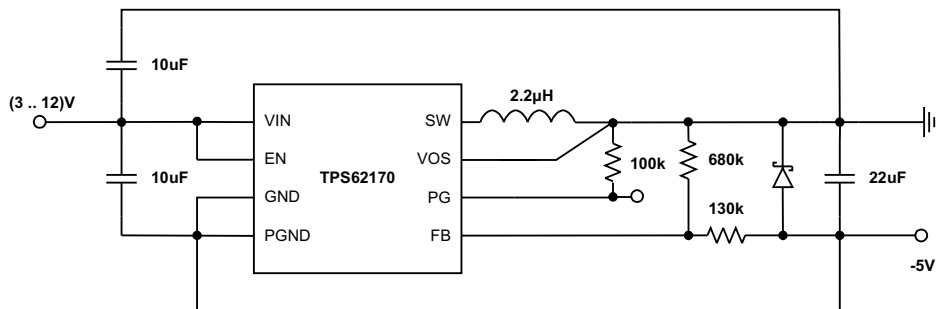 10uF
(3 .. 12)V
2.2µH
VIN
SW
EN
VOS
100k
680k
10uF
TPS62170
22uF
GND
PG
130k
PGND
FB
-5V